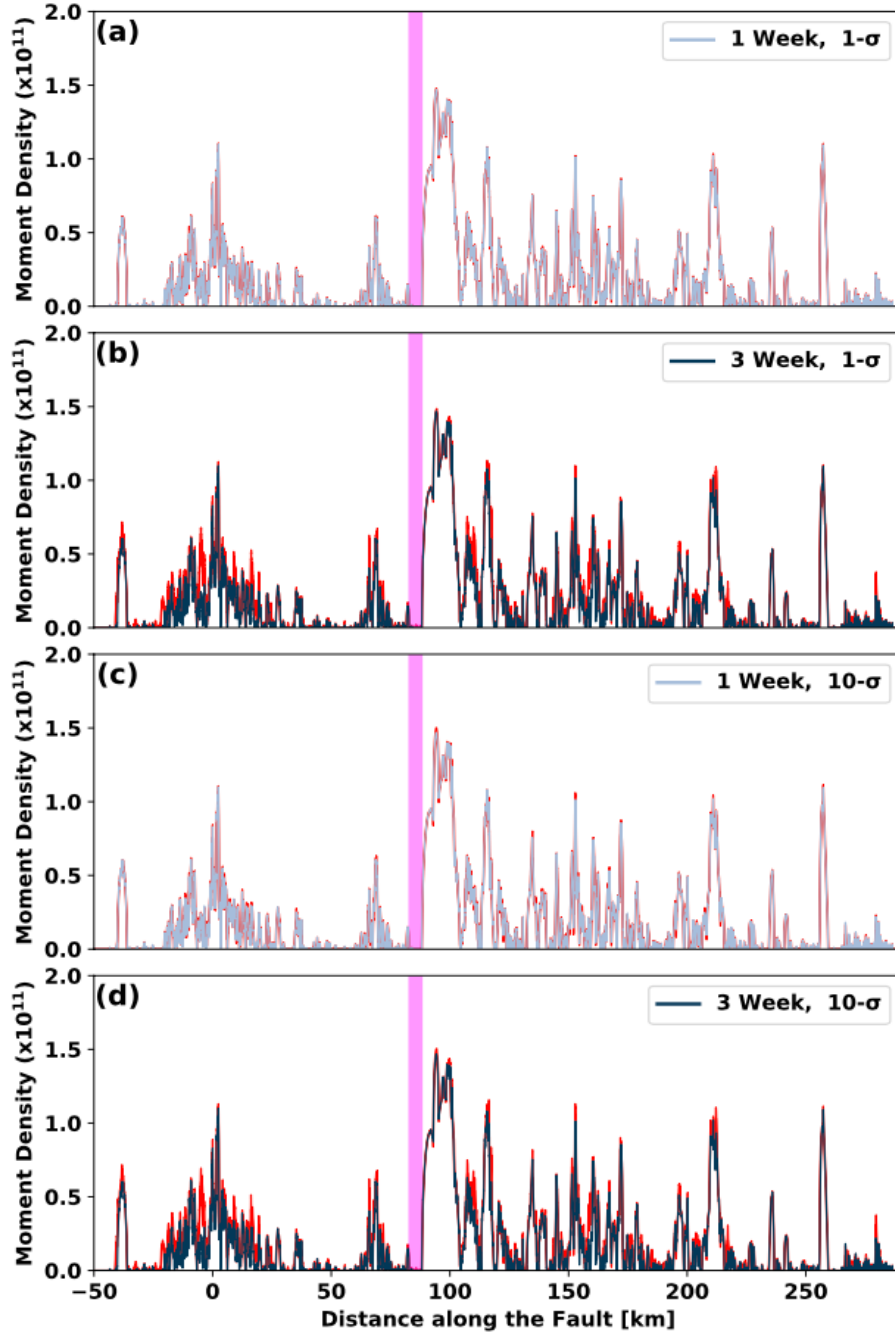 (a)
1 Week, 1-σ
Moment Density (x10¹¹)
2.0
1.5
1.0
0.5
0.0
(b)
3 Week, 1-σ
Moment Density (x10¹¹)
2.0
1.5
1.0
0.5
0.0
(c)
1 Week, 10-σ
Moment Density (x10¹¹)
2.0
1.5
1.0
0.5
0.0
(d)
3 Week, 10-σ
Moment Density (x10¹¹)
2.0
1.5
1.0
0.5
0.0
−50 0 50 100 150 200 250
Distance along the Fault [km]